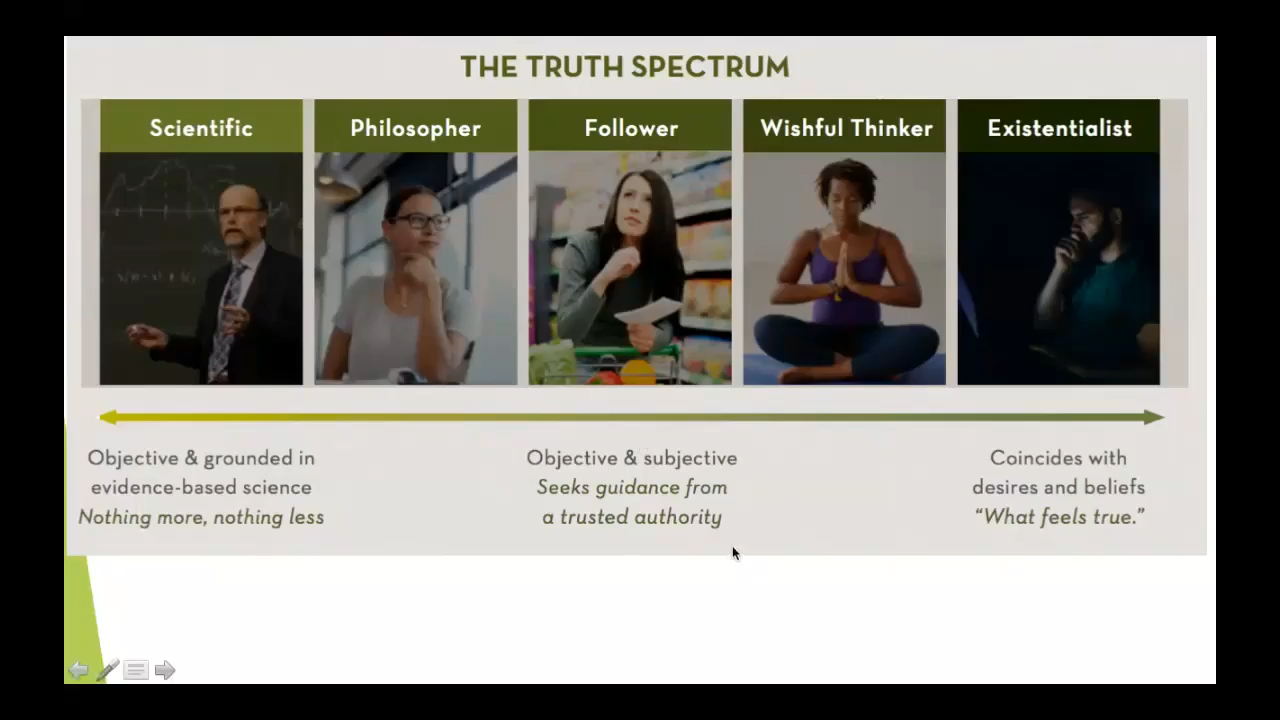 THE TRUTH SPECTRUM
Scientific
Philosopher
Follower
Wishful Thinker
Existentialist
Objective & grounded in
evidence-based science
Nothing more, nothing less
Objective & subjective
Seeks guidance from
a trusted authority
Coincides with
desires and beliefs
“What feels true.”